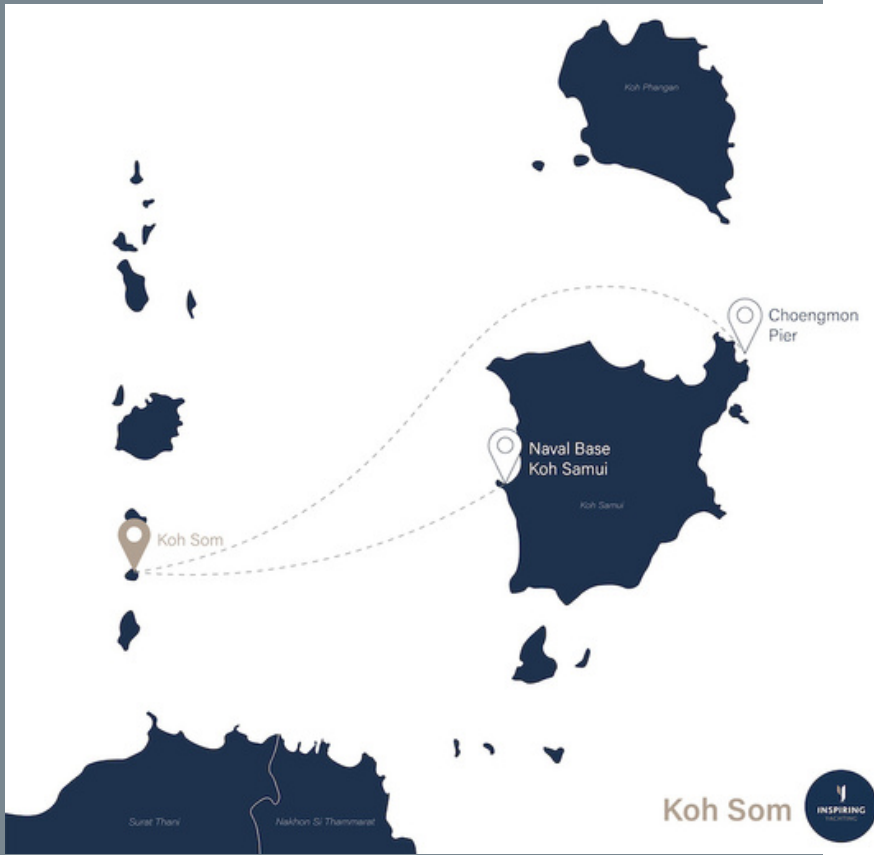 Koh Phangan
Choengmon
Pier
Naval Base
Koh Samui
Koh Samui
Koh Som
Surat Thani
Nakhon Si Thammarat
Koh Som
INSPIRING
YACHTING